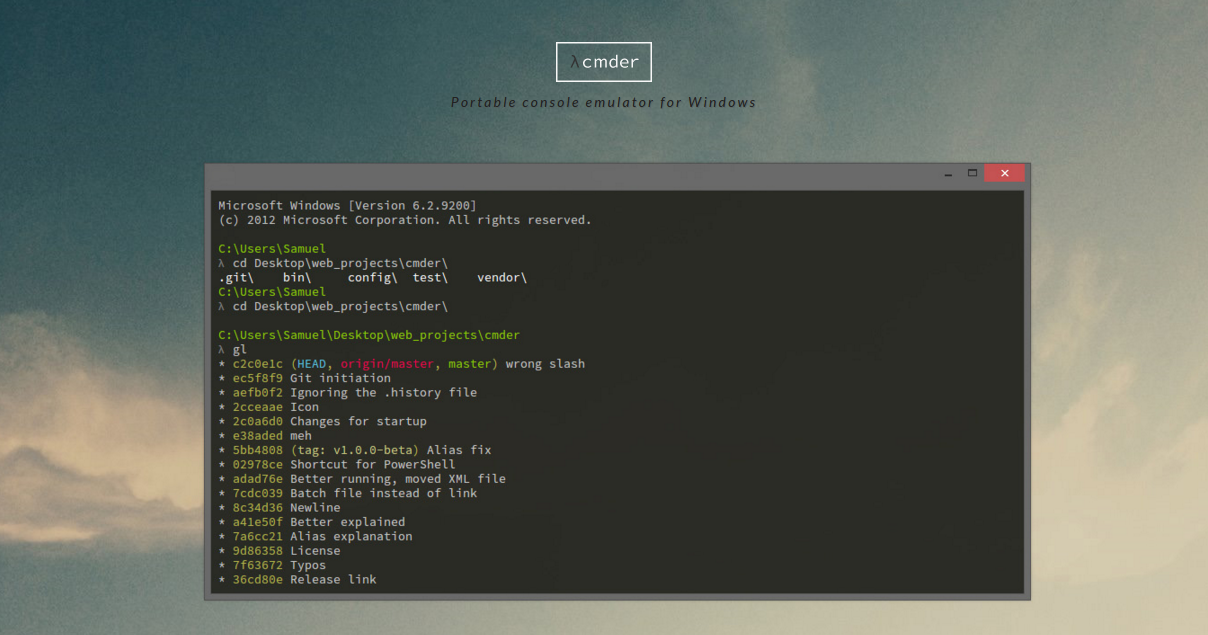 λ cmder
Portable console emulator for Windows
Microsoft Windows [Version 6.2.9200]
(c) 2012 Microsoft Corporation. All rights reserved.
C:\Users\Samuel
λ cd Desktop\web_projects\cmder\
.git\    bin\     config\  test\    vendor\
C:\Users\Samuel
λ cd Desktop\web_projects\cmder\
C:\Users\Samuel\Desktop\web_projects\cmder
λ gl
* c2c0e1c (HEAD, origin/master, master) wrong slash
* ec5f8f9 Git initiation
* aefb0f2 Ignoring the .history file
* 2cceaae Icon
* 2c0a6d0 Changes for startup
* e38aded meh
* 5bb4808 (tag: v1.0.0-beta) Alias fix
* 02978ce Shortcut for PowerShell
* adad76e Better running, moved XML file
* 7cdc039 Batch file instead of link
* 8c34d36 Newline
* a41e50f Better explained
* 7a6cc21 Alias explanation
* 9d86358 License
* 7f63672 Typos
* 36cd80e Release link